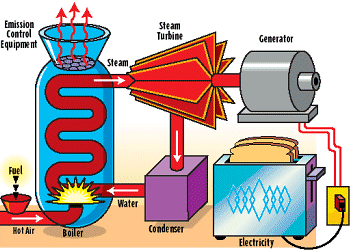 Emission
Control
Equipment
Steam
Turbine
Generator
Steam
Fuel
Hot Air
Boiler
Water
Condenser
Electricity